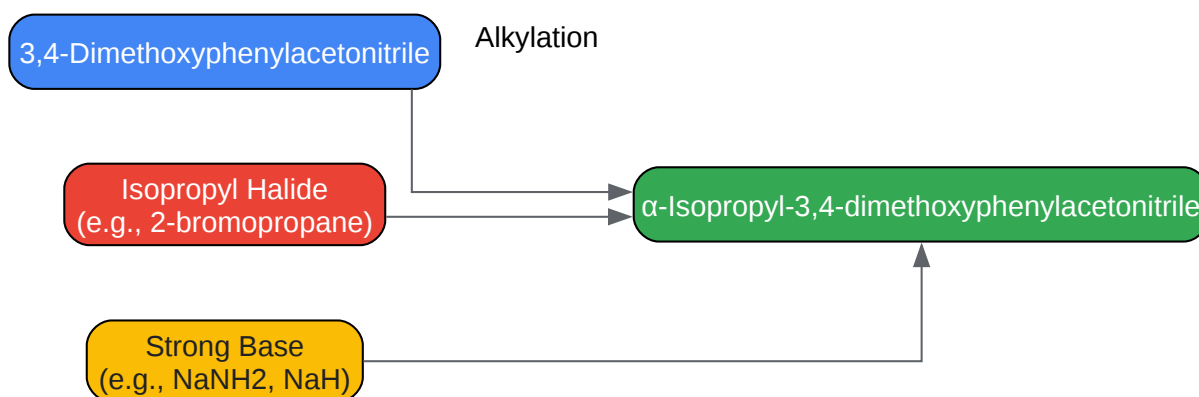 3,4-Dimethoxyphenylacetonitrile
Alkylation
Isopropyl Halide
(e.g., 2-bromopropane)
α-Isopropyl-3,4-dimethoxyphenylacetonitrile
Strong Base
(e.g., NaNH2, NaH)